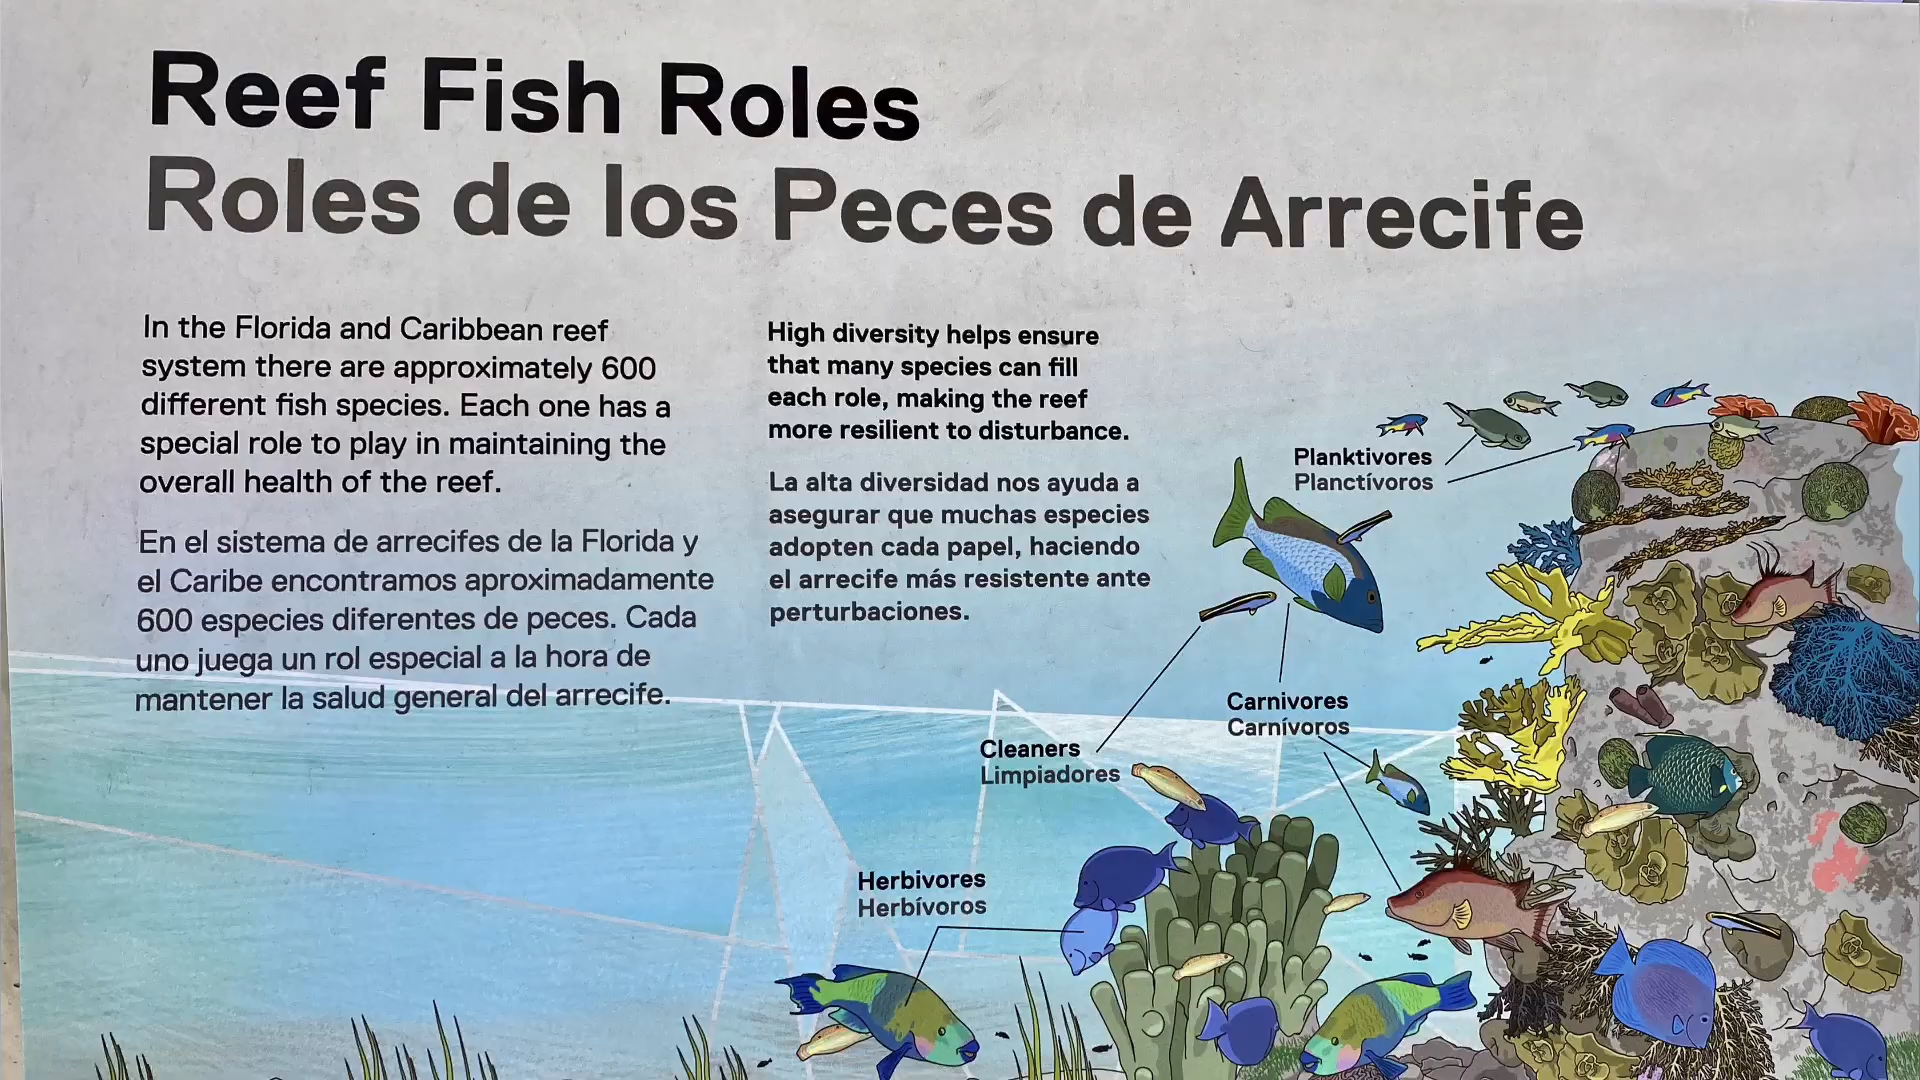 Reef Fish Roles
Roles de los Peces de Arrecife
In the Florida and Caribbean reef
system there are approximately 600
different fish species. Each one has a
special role to play in maintaining the
overall health of the reef.
En el sistema de arrecifes de la Florida y
el Caribe encontramos aproximadamente
600 especies diferentes de peces. Cada
uno juega un rol especial a la hora de
mantener la salud general del arrecife.
High diversity helps ensure
that many species can fill
each role, making the reef
more resilient to disturbance.
La alta diversidad nos ayuda a
asegurar que muchas especies
adopten cada papel, haciendo
el arrecife más resistente ante
perturbaciones.
Planktivores
Planctívoros
Carnivores
Carnívoros
Cleaners
Limpiadores
Herbivores
Herbívoros